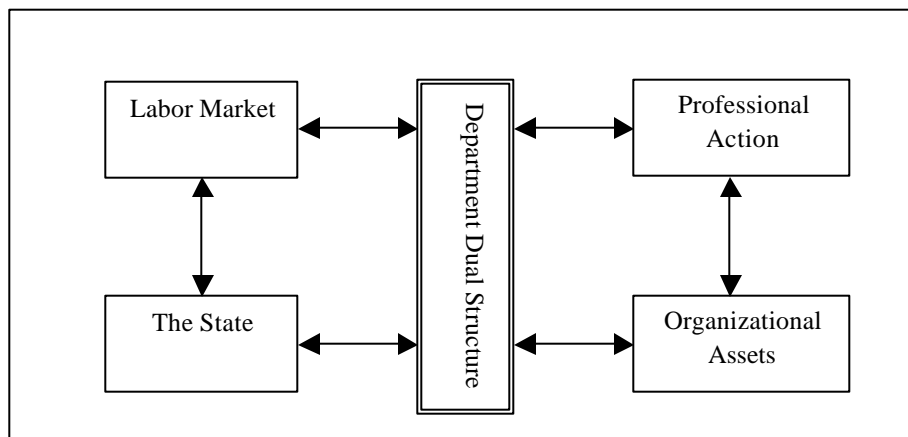 Labor Market
Department Dual Structure
Professional
Action
The State
Organizational
Assets